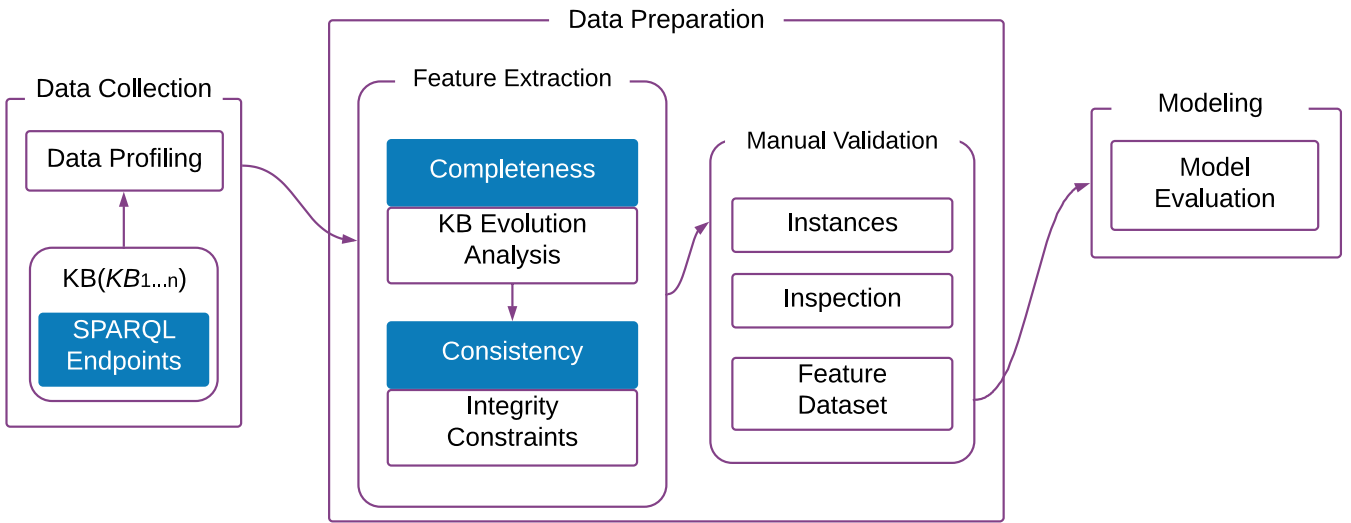 Data Preparation
Data Collection
Data Profiling
KB(KB1...n)
SPARQL
Endpoints
Feature Extraction
Completeness
KB Evolution
Analysis
Consistency
Integrity
Constraints
Manual Validation
Instances
Inspection
Feature
Dataset
Modeling
Model
Evaluation